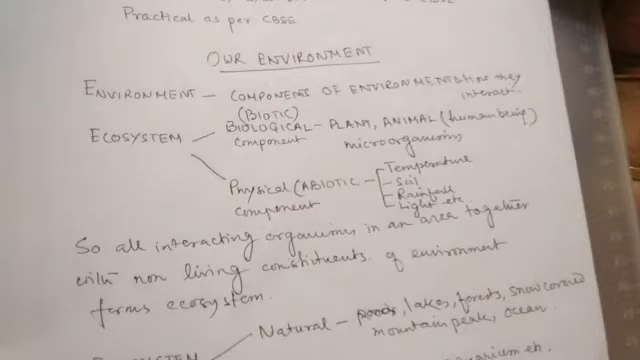 Practical as per CBSE
OUR ENVIRONMENT
ENVIRONMENT – COMPONENTS OF ENVIRONMENT & How they
interact.
(BIOTIC)
ECOSYSTEM – BIOLOGICAL – PLANT, ANIMAL (human being)
component microorganisms
Physical (ABIOTIC – Temperature
component – Soil
– Rainfall
– Light etc
So all interacting organisms in an area together
with non living constituents of environment
forms ecosystem.
Natural – ponds, lakes, forests, snow covered
mountain peak, ocean.